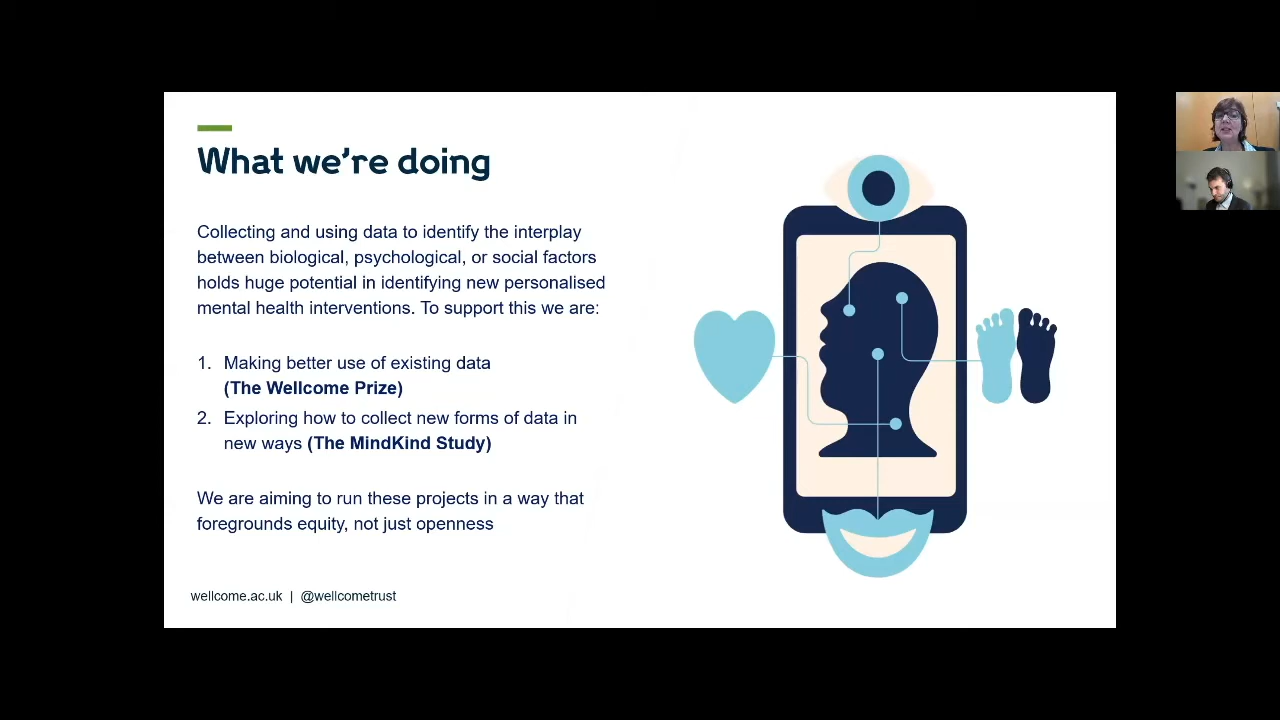 What we're doing
Collecting and using data to identify the interplay
between biological, psychological, or social factors
holds huge potential in identifying new personalised
mental health interventions. To support this we are:
1. Making better use of existing data
(The Wellcome Prize)
2. Exploring how to collect new forms of data in
new ways (The MindKind Study)
We are aiming to run these projects in a way that
foregrounds equity, not just openness
wellcome.ac.uk | @wellcometrust